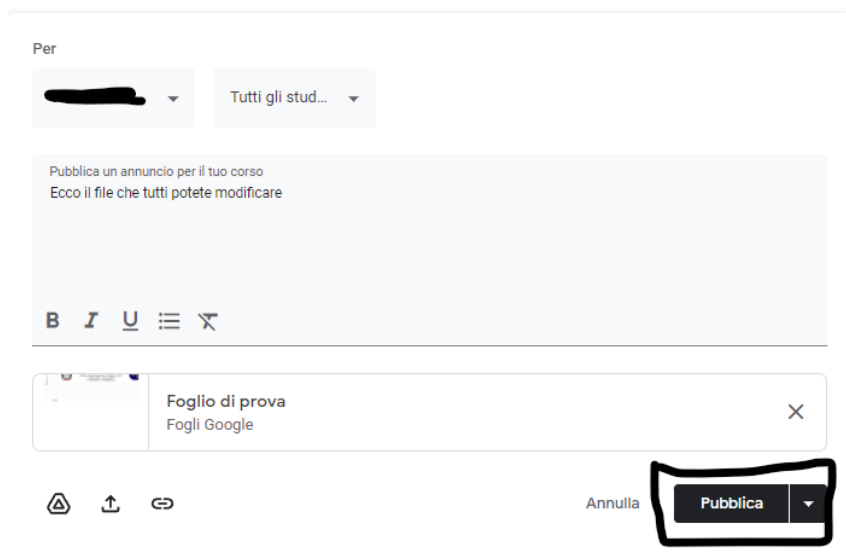 Per
Tutti gli stud...
Pubblica un annuncio per il tuo corso
Ecco il file che tutti potete modificare
B I U
Foglio di prova
Fogli Google
Annulla
Pubblica